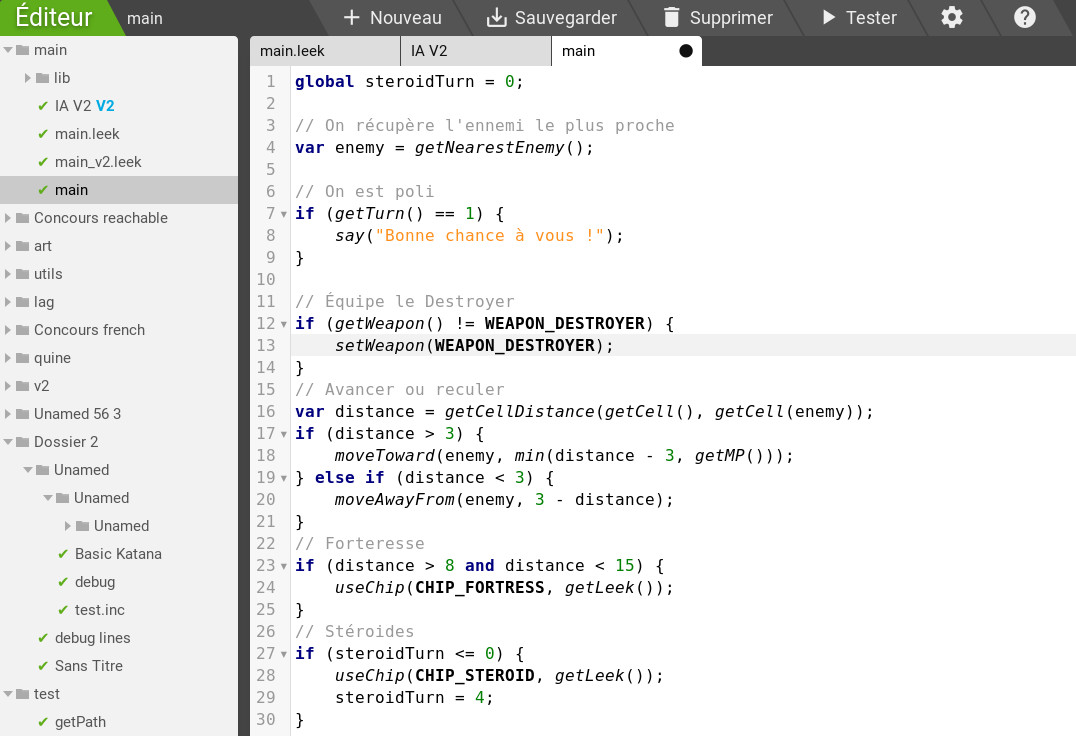 Éditeur
main
Nouveau
Sauvegarder
Supprimer
Tester
main
lib
IA V2 V2
main.leek
main_v2.leek
main
Concours reachable
art
utils
lag
Concours french
quine
v2
Unamed 56 3
Dossier 2
Unamed
Unamed
Unamed
Basic Katana
debug
test.inc
debug lines
Sans Titre
test
getPath
main.leek
IA V2
main
1 global steroidTurn = 0;
2
3 // On récupère l'ennemi le plus proche
4 var enemy = getNearestEnemy();
5
6 // On est poli
7 if (getTurn() == 1) {
8     say("Bonne chance à vous !");
9 }
10
11 // Équipe le Destroyer
12 if (getWeapon() != WEAPON_DESTROYER) {
13     setWeapon(WEAPON_DESTROYER);
14 }
15 // Avancer ou reculer
16 var distance = getCellDistance(getCell(), getCell(enemy));
17 if (distance > 3) {
18     moveToward(enemy, min(distance - 3, getMP()));
19 } else if (distance < 3) {
20     moveAwayFrom(enemy, 3 - distance);
21 }
22 // Forteresse
23 if (distance > 8 and distance < 15) {
24     useChip(CHIP_FORTRESS, getLeek());
25 }
26 // Stéroides
27 if (steroidTurn <= 0) {
28     useChip(CHIP_STEROID, getLeek());
29     steroidTurn = 4;
30 }